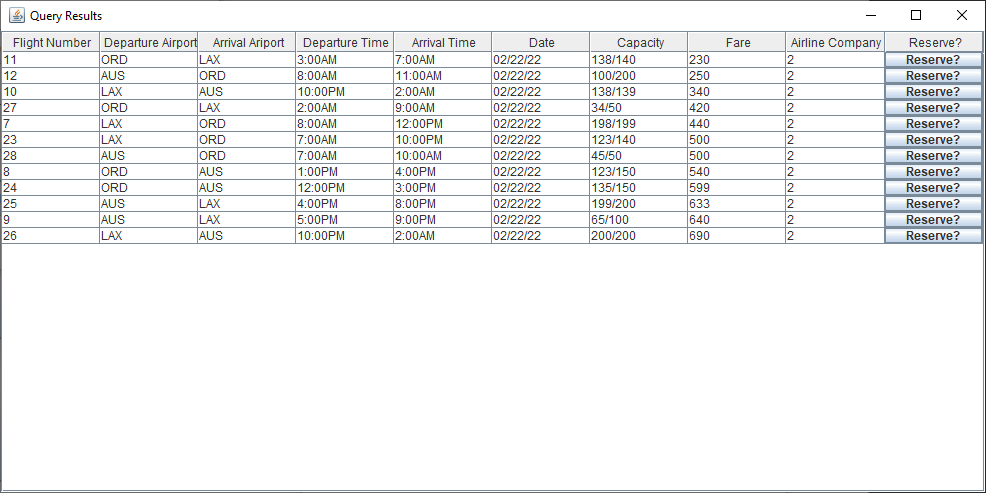 Query Results
Flight Number Departure Airport Arrival Ariport Departure Time Arrival Time Date Capacity Fare Airline Company Reserve?
11 ORD LAX 3:00AM 7:00AM 02/22/22 138/140 230 2 Reserve?
12 AUS ORD 8:00AM 11:00AM 02/22/22 100/200 250 2 Reserve?
10 LAX AUS 10:00PM 2:00AM 02/22/22 138/139 340 2 Reserve?
27 ORD LAX 2:00AM 9:00AM 02/22/22 34/50 420 2 Reserve?
7 LAX ORD 8:00AM 12:00PM 02/22/22 198/199 440 2 Reserve?
23 LAX ORD 7:00AM 10:00PM 02/22/22 123/140 500 2 Reserve?
28 AUS ORD 7:00AM 10:00AM 02/22/22 45/50 500 2 Reserve?
8 ORD AUS 1:00PM 4:00PM 02/22/22 123/150 540 2 Reserve?
24 ORD AUS 12:00PM 3:00PM 02/22/22 135/150 599 2 Reserve?
25 AUS LAX 4:00PM 8:00PM 02/22/22 199/200 633 2 Reserve?
9 AUS LAX 5:00PM 9:00PM 02/22/22 65/100 640 2 Reserve?
26 LAX AUS 10:00PM 2:00AM 02/22/22 200/200 690 2 Reserve?